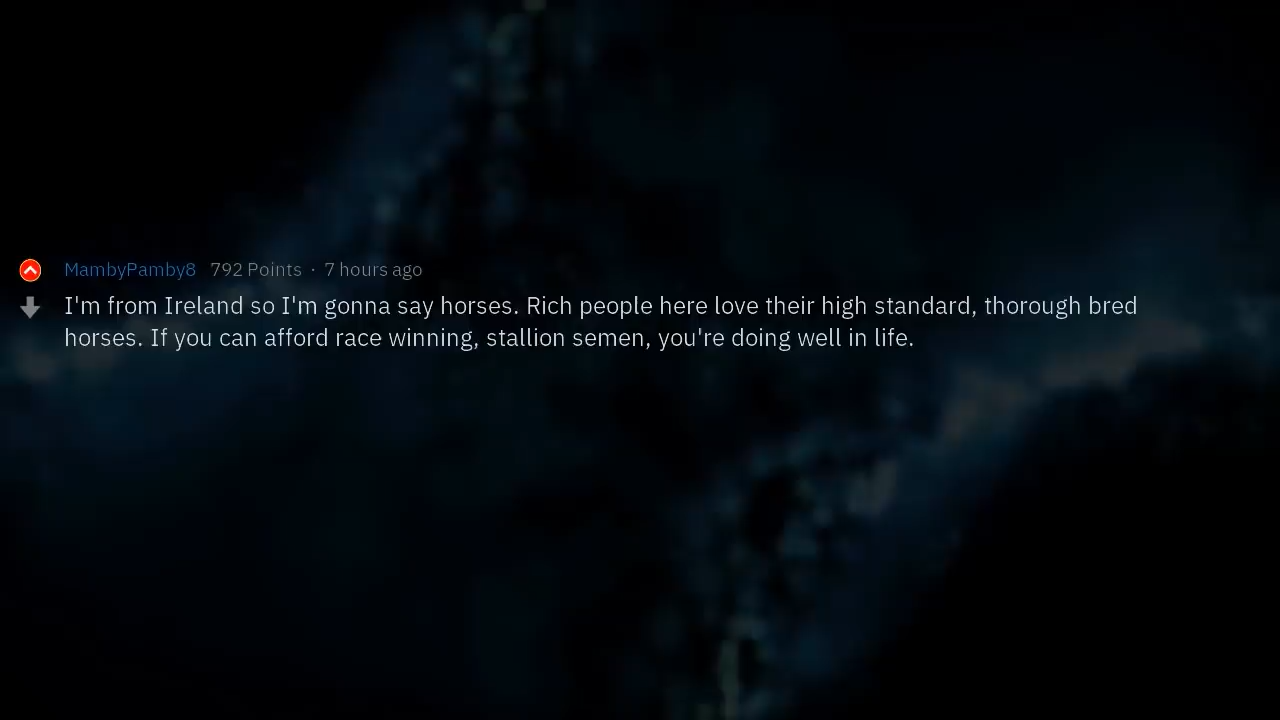 MambyPamby8 792 Points · 7 hours ago
I'm from Ireland so I'm gonna say horses. Rich people here love their high standard, thorough bred
horses. If you can afford race winning, stallion semen, you're doing well in life.